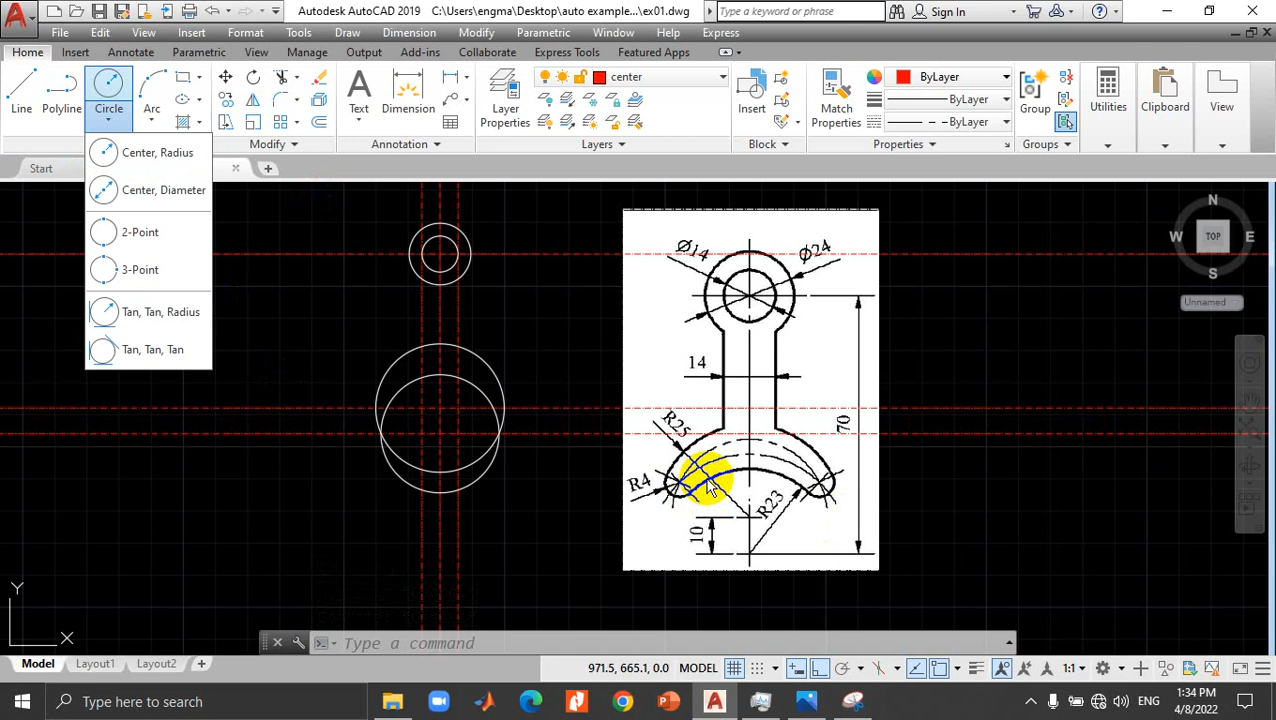 Autodesk AutoCAD 2019 C:\Users\engma\Desktop\auto example...\ex01.dwg
Type a keyword or phrase
Sign In
File Edit View Insert Format Tools Draw Dimension Modify Parametric Window Help Express
Home Insert Annotate Parametric View Manage Output Add-ins Collaborate Express Tools Featured Apps
center
ByLayer
ByLayer
ByLayer
Line Polyline Circle Arc
Text Dimension
Layer Properties
Insert
Match Properties
Group
Utilities Clipboard View
Modify Annotation Layers Block Properties Groups
Start
Center, Radius
Center, Diameter
2-Point
3-Point
Tan, Tan, Radius
Tan, Tan, Tan
N
W TOP E
S
Unnamed
Ø14 Ø24
14
70
R25
R4
R23
10
Y
X
Type a command
Model Layout1 Layout2
971.5, 665.1, 0.0 MODEL 1:1
Type here to search
ENG
1:34 PM
4/8/2022